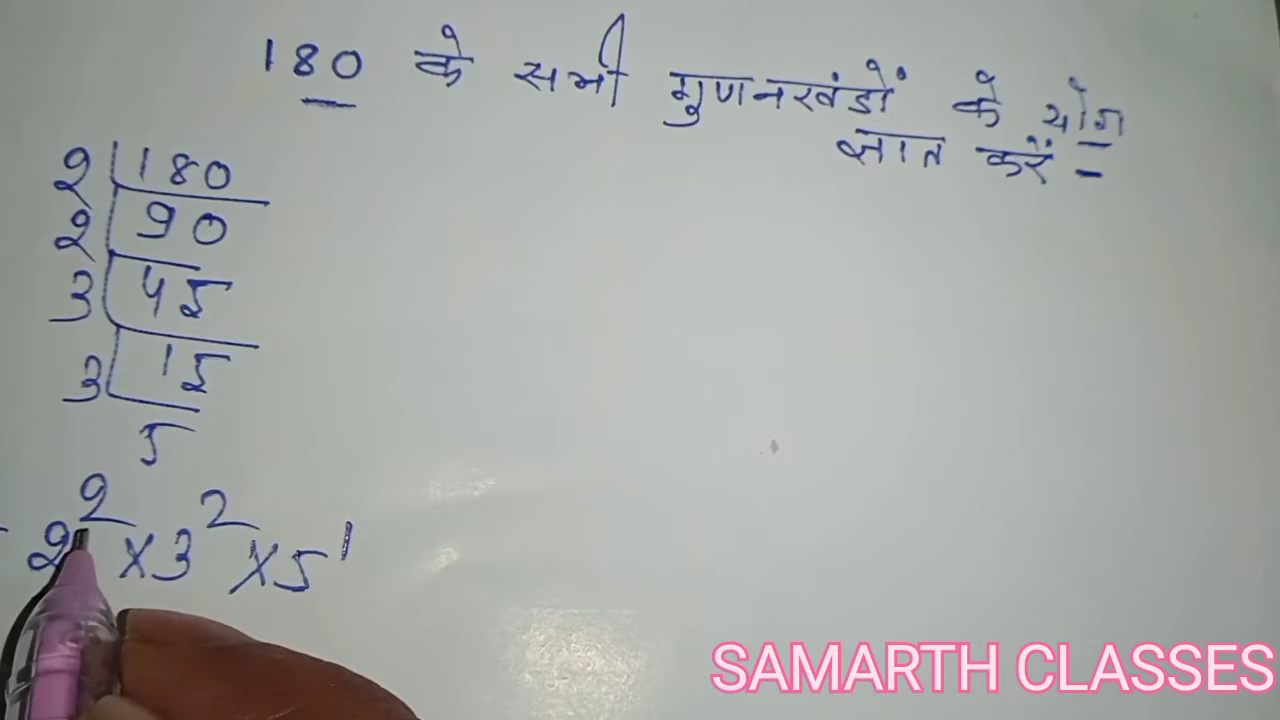 180 के सभी गुणनखंडों के योग
ज्ञात करें -
2 | 180
2 | 90
3 | 45
3 | 15
5
2² × 3² × 5¹
SAMARTH CLASSES